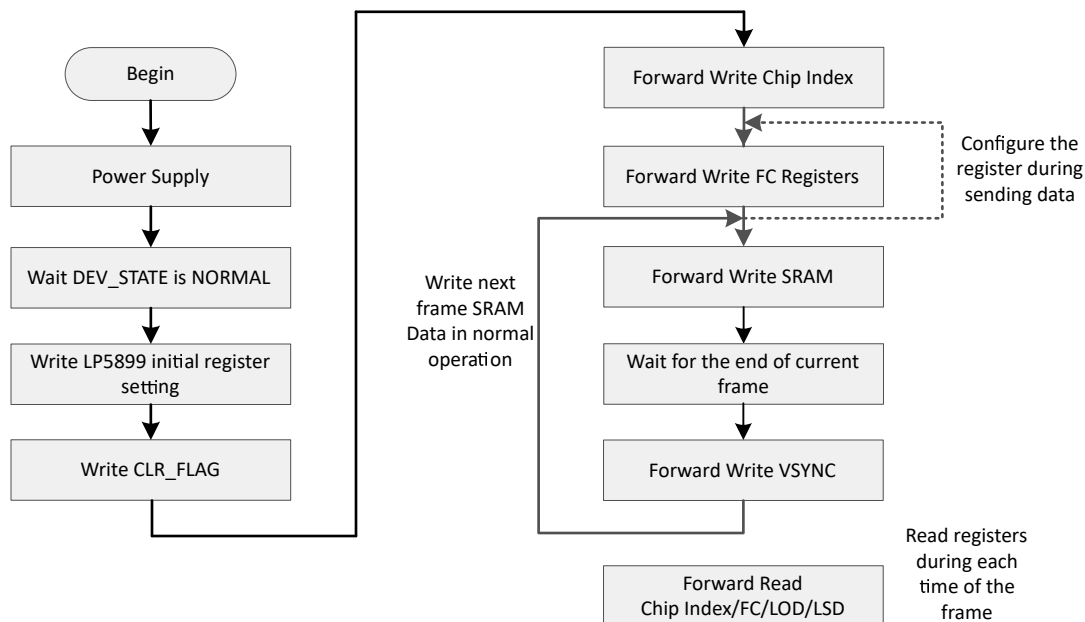 Begin
Power Supply
Wait DEV_STATE is NORMAL
Write LP5899 initial register
setting
Write CLR_FLAG
Forward Write Chip Index
Configure the
register during
sending data
Forward Write FC Registers
Write next
frame SRAM
Data in normal
operation
Forward Write SRAM
Wait for the end of current
frame
Forward Write VSYNC
Forward Read
Chip Index/FC/LOD/LSD
Read registers
during each
time of the
frame